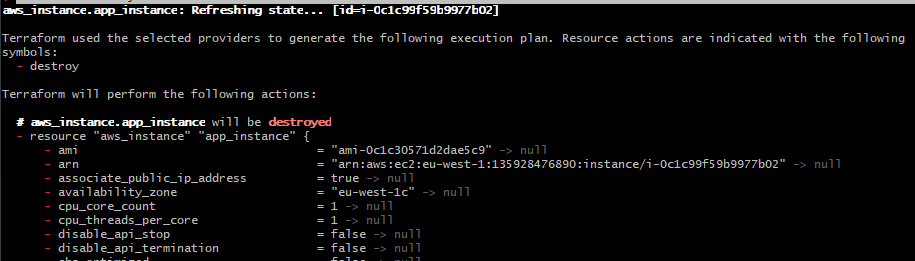 aws_instance.app_instance: Refreshing state... [id=i-0c1c99f59b9977b02]
Terraform used the selected providers to generate the following execution plan. Resource actions are indicated with the following
symbols:
- destroy
Terraform will perform the following actions:
# aws_instance.app_instance will be destroyed
- resource "aws_instance" "app_instance" {
- ami = "ami-0c1c30571d2dae5c9" -> null
- arn = "arn:aws:ec2:eu-west-1:135928476890:instance/i-0c1c99f59b9977b02" -> null
- associate_public_ip_address = true -> null
- availability_zone = "eu-west-1c" -> null
- cpu_core_count = 1 -> null
- cpu_threads_per_core = 1 -> null
- disable_api_stop = false -> null
- disable_api_termination = false -> null
- ebs_optimized = false -> null